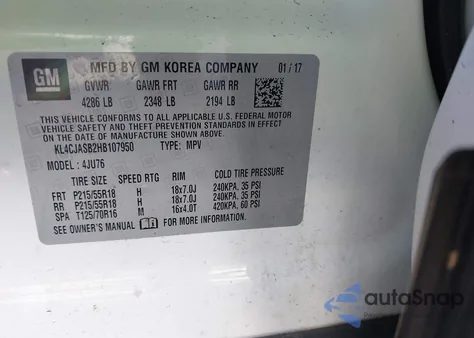 GM
MFD BY GM KOREA COMPANY 01/17
GVWR GAWR FRT GAWR RR
4286 LB 2348 LB 2194 LB
THIS VEHICLE CONFORMS TO ALL APPLICABLE U.S. FEDERAL MOTOR
VEHICLE SAFETY, BUMPER, AND THEFT PREVENTION STANDARDS IN EFFECT ON THE
DATE OF MANUFACTURE SHOWN ABOVE.
KL4CJASB2HB107950 TYPE: MPV
MODEL: 4JU76
TIRE SIZE SPEED RTG RIM COLD TIRE PRESSURE
FRT P215/55R18 H 18x7.0J 240KPA, 35 PSI
RR P215/55R18 H 18x7.0J 240KPA, 35 PSI
SPA T125/70R16 M 16x4.0T 420KPA, 60 PSI
SEE OWNER'S MANUAL FOR MORE INFORMATION.
autoSnap